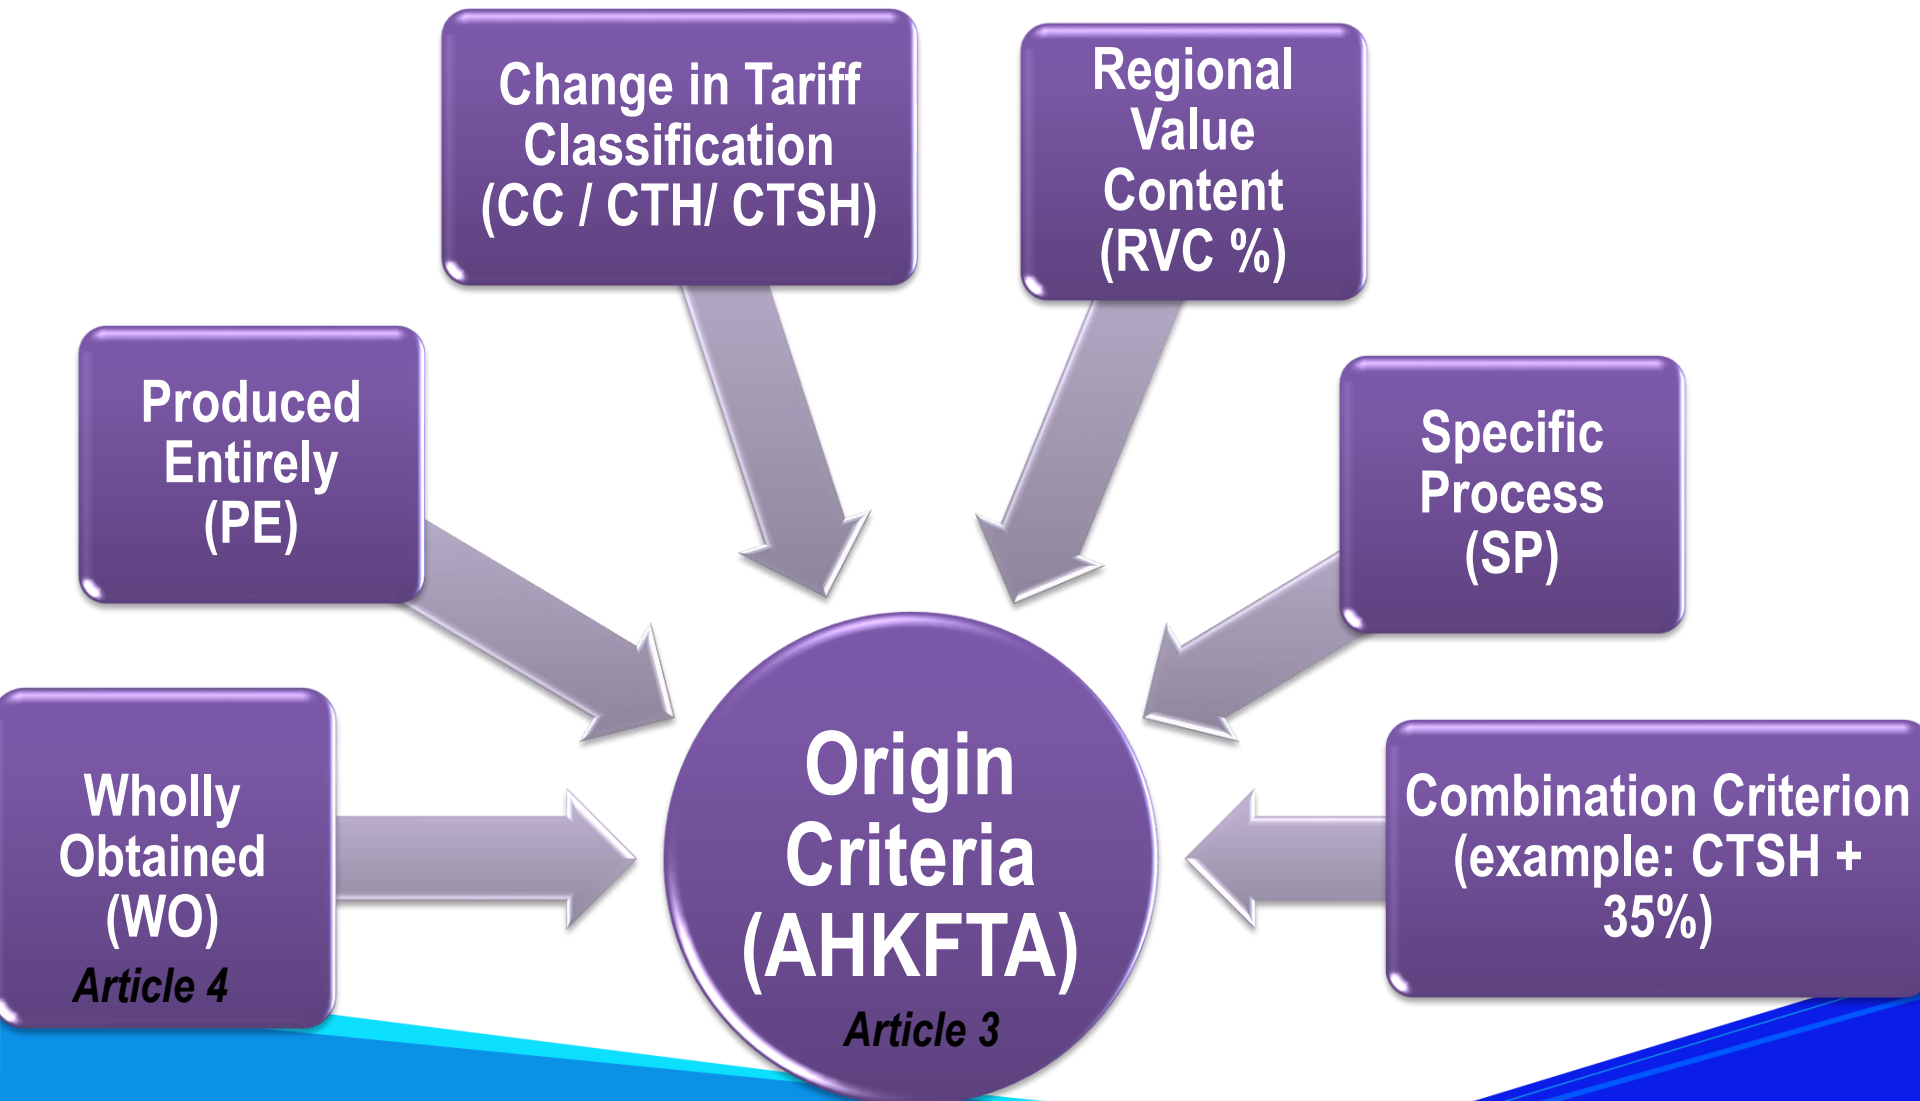 Change in Tariff
Classification
(CC / CTH/ CTSH)
Regional
Value
Content
(RVC %)
Produced
Entirely
(PE)
Specific
Process
(SP)
Wholly
Obtained
(WO)
Article 4
Origin
Criteria
(AHKFTA)
Article 3
Combination Criterion
(example: CTSH +
35%)